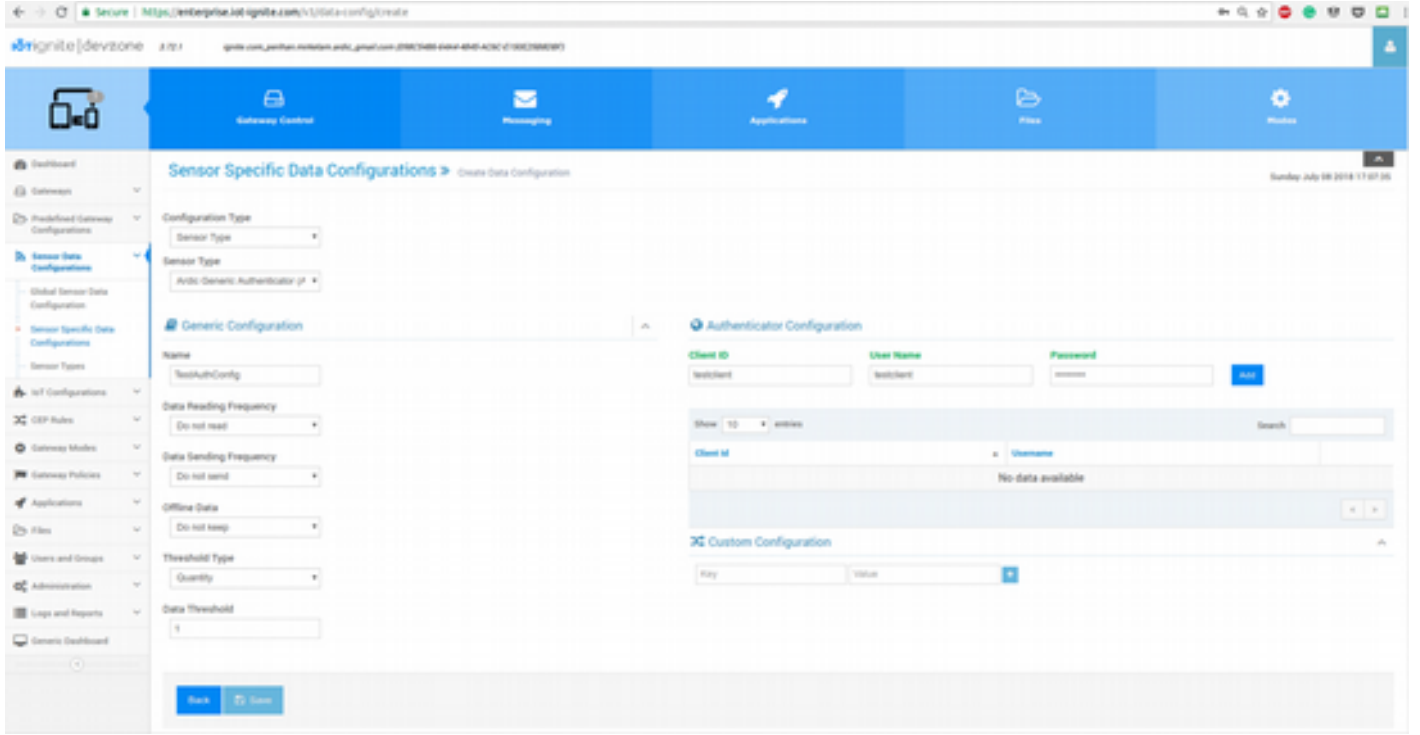 Secure | https://enterprise.iot-ignite.com/v1/data-config/create
iotignite|devzone 3.72.1
Gateway Control
Messaging
Applications
Files
Modes
Dashboard
Gateways
Predefined Gateway
Configurations
Sensor Data
Configurations
Global Sensor Data
Configuration
Sensor Specific Data
Configurations
Sensor Types
IoT Configurations
CEP Rules
Gateway Modes
Gateway Policies
Applications
Files
Users and Groups
Administration
Logs and Reports
Generic Dashboard
Sensor Specific Data Configurations » Create Data Configuration
Sunday July 08 2018 17:07:35
Configuration Type
Sensor Type
Sensor Type
Ardic Generic Authenticator
Generic Configuration
Name
TestAuthConfig
Data Reading Frequency
Do not read
Data Sending Frequency
Do not send
Offline Data
Do not keep
Threshold Type
Quantity
Data Threshold
1
Authenticator Configuration
Client ID User Name Password
testclient testclient Add
Show 10 entries Search
Client Id Username
No data available
Custom Configuration
Key Value
Back Save